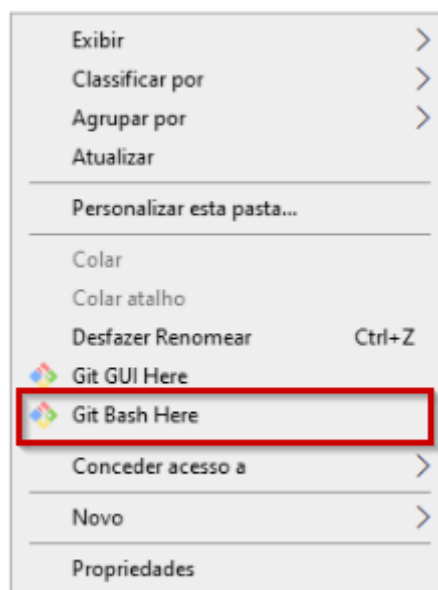 Exibir
Classificar por
Agrupar por
Atualizar
Personalizar esta pasta...
Colar
Colar atalho
Desfazer Renomear Ctrl+Z
Git GUI Here
Git Bash Here
Conceder acesso a
Novo
Propriedades